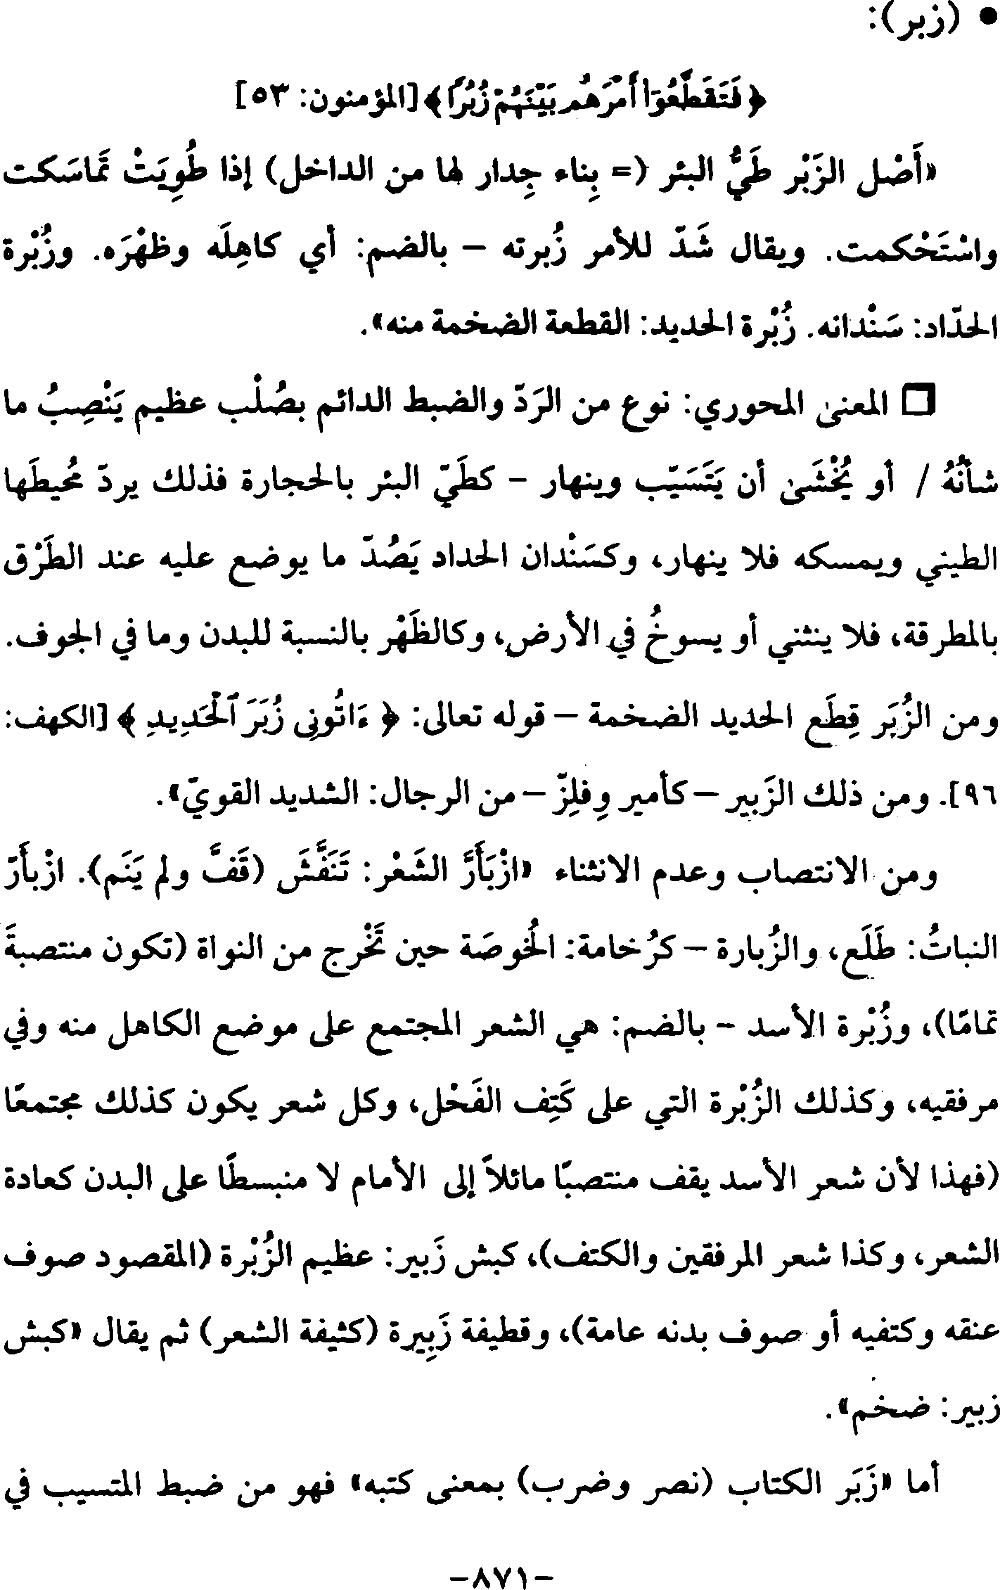 • (زبر):
﴿ فَتَقَطَّعُوٓا أَمْرَهُم بَيْنَهُمْ زُبُرًا ﴾ [المؤمنون: ٥٣]
«أَصْل الزَبْر طَيُّ البئر (= بِناء جِدار لها من الداخل) إذا طُوِيَتْ تَمَاسَكت
واسْتَحْكمت. ويقال شَدّ للأمر زُبرته – بالضم: أي كاهِلَه وظهْرَه. وزُبْرة
الحدّاد: سَنْدانه. زُبْرة الحديد: القطعة الضخمة منه».
❑ المعنى المحوري: نوع من الرَدّ والضبط الدائم بصُلْب عظيم يَنْصِبُ ما
شأنُهُ / أو يُخْشَى أن يَتَسَيّب وينهار – كطَيّ البئر بالحجارة فذلك يردّ مُحيطَها
الطيني ويمسكه فلا ينهار، وكسَنْدان الحداد يَصُدّ ما يوضع عليه عند الطَرْق
بالمطرقة، فلا ينثني أو يسوخُ في الأرض، وكالظَهْر بالنسبة للبدن وما في الجوف.
ومن الزُبَر قِطَع الحديد الضخمة – قوله تعالى: ﴿ ءَاتُونِى زُبَرَ ٱلْحَدِيدِ ﴾ [الكهف:
٩٦]. ومن ذلك الزَبير – كأمير وفِلِزّ – من الرجال: الشديد القويّ».
ومن الانتصاب وعدم الانثناء «ازْبَأَرَّ الشَعْر: تَنَفَّشَ (قَفَّ ولم يَنَم). ازْبأَرّ
النباتُ: طَلَع، والزُبارة – كرُخامة: الخُوصَة حين تَخْرج من النواة (تكون منتصبةَ
تمامًا)، وزُبْرة الأسد – بالضم: هي الشعر المجتمع على موضع الكاهل منه وفي
مرفقيه، وكذلك الزُبْرة التي على كَتِف الفَحْل، وكل شعر يكون كذلك مجتمعًا
(فهذا لأن شعر الأسد يقف منتصبًا مائلاً إلى الأمام لا منبسطًا على البدن كعادة
الشعر، وكذا شعر المرفقين والكتف)، كبش زَبير: عظيم الزُبْرة (المقصود صوف
عنقه وكتفيه أو صوف بدنه عامة)، وقطيفة زَبِيرة (كثيفة الشعر) ثم يقال «كبش
زبير: ضخم».
أما «زَبَر الكتاب (نصر وضرب) بمعنى كتبه» فهو من ضبط المتسيب في
–٨٧١–